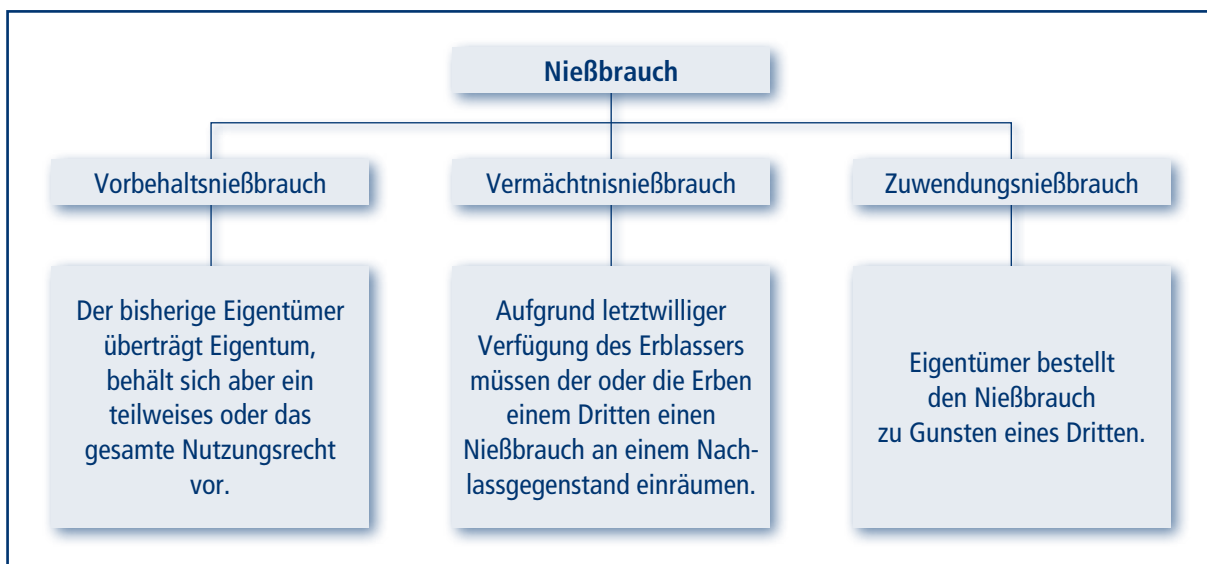 Nießbrauch
Vorbehaltsnießbrauch
Der bisherige Eigentümer
überträgt Eigentum,
behält sich aber ein
teilweises oder das
gesamte Nutzungsrecht
vor.
Vermächtnisnießbrauch
Aufgrund letztwilliger
Verfügung des Erblassers
müssen der oder die Erben
einem Dritten einen
Nießbrauch an einem Nach-
lassgegenstand einräumen.
Zuwendungsnießbrauch
Eigentümer bestellt
den Nießbrauch
zu Gunsten eines Dritten.